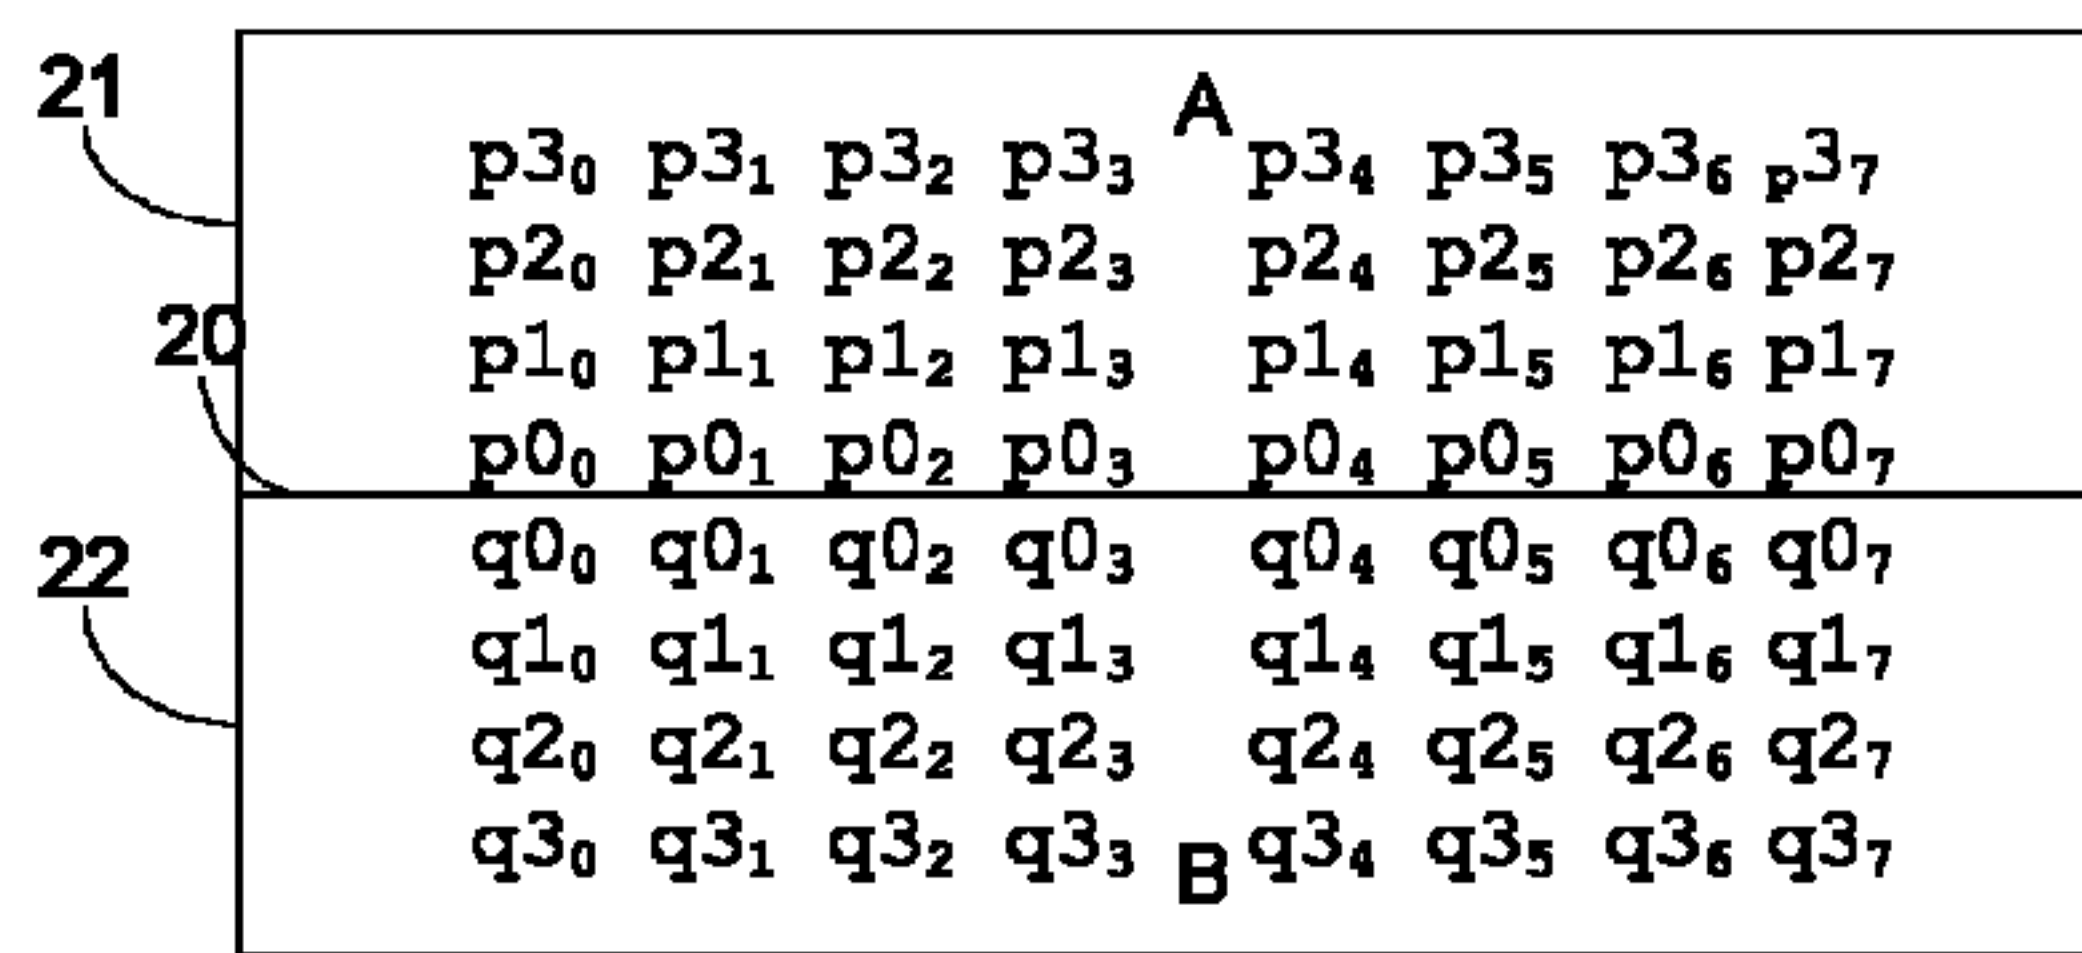 21
A
p3₀ p3₁ p3₂ p3₃ p3₄ p3₅ p3₆ p3₇
p2₀ p2₁ p2₂ p2₃ p2₄ p2₅ p2₆ p2₇
20
p1₀ p1₁ p1₂ p1₃ p1₄ p1₅ p1₆ p1₇
p0₀ p0₁ p0₂ p0₃ p0₄ p0₅ p0₆ p0₇
22
q0₀ q0₁ q0₂ q0₃ q0₄ q0₅ q0₆ q0₇
q1₀ q1₁ q1₂ q1₃ q1₄ q1₅ q1₆ q1₇
q2₀ q2₁ q2₂ q2₃ q2₄ q2₅ q2₆ q2₇
q3₀ q3₁ q3₂ q3₃ q3₄ q3₅ q3₆ q3₇
B